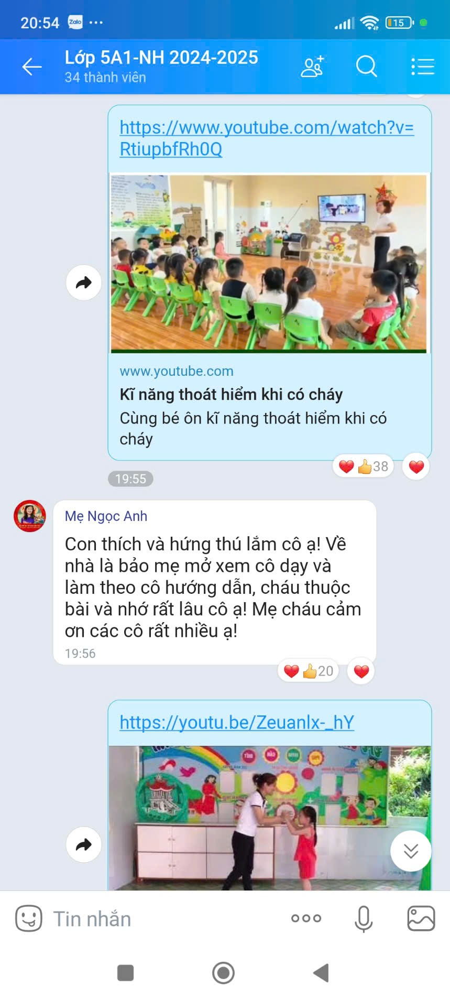 20:54 Zalo
15
Lớp 5A1-NH 2024-2025
34 thành viên
https://www.youtube.com/watch?v=
RtiupbfRh0Q
www.youtube.com
Kĩ năng thoát hiểm khi có cháy
Cùng bé ôn kĩ năng thoát hiểm khi có
cháy
38
19:55
Mẹ Ngọc Anh
Con thích và hứng thú lắm cô ạ! Về
nhà là bảo mẹ mở xem cô dạy và
làm theo cô hướng dẫn, cháu thuộc
bài và nhớ rất lâu cô ạ! Mẹ cháu cảm
ơn các cô rất nhiều ạ!
19:56
20
https://youtu.be/Zeuanlx-_hY
Tin nhắn